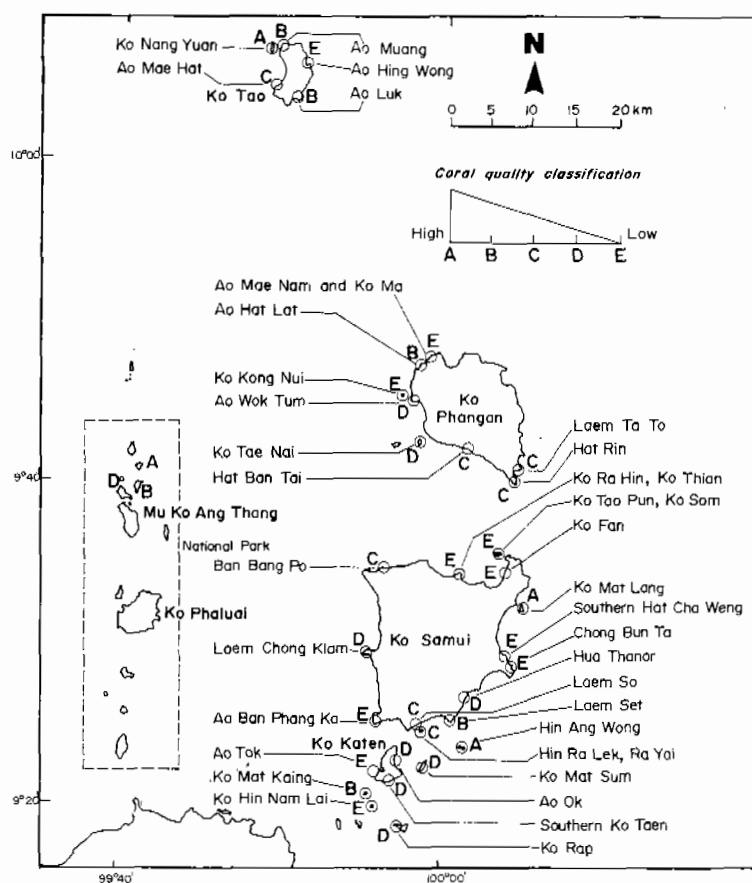 A
B
Ko Nang Yuan
Ao Muang
E
Ao Mae Hat
Ao Hing Wong
C
B
Ao Luk
Ko Tao
N
0 5 10 20 km
10°00'
Coral quality classification
High
Low
A B C D E
Ao Mae Nam and Ko Ma
Ao Hat Lat
B
E
Ko Kong Nui
E
Ao Wok Tum
D
Ko Phangan
Ko Tae Nai
D
Hat Ban Tai
C
Laem Ta To
C
Hat Rin
C
9°40'
A
D
B
Mu Ko Ang Thang
National Park
Ko Phaluai
Ko Ra Hin, Ko Thian
Ko Tao Pun, Ko Som
Ko Fan
Ban Bang Po
C
E
E
E
A
Ko Mat Lang
Southern Hat Cha Weng
Loem Chong Klam
D
Ko Samui
E
Chong Bun Ta
E
Hua Thanor
D
Laem So
Laem Set
Aa Ban Phang Ka
E
C
C
B
Hin Ang Wong
A
Hin Ra Lek, Ra Yai
Ko Katen
Ao Tok
E
D
D
Ko Mat Sum
Ko Mat Kaing
B
D
Ao Ok
Ko Hin Nam Lai
E
Southern Ko Taen
D
Ko Rap
9°20'
99°40'
100°00'